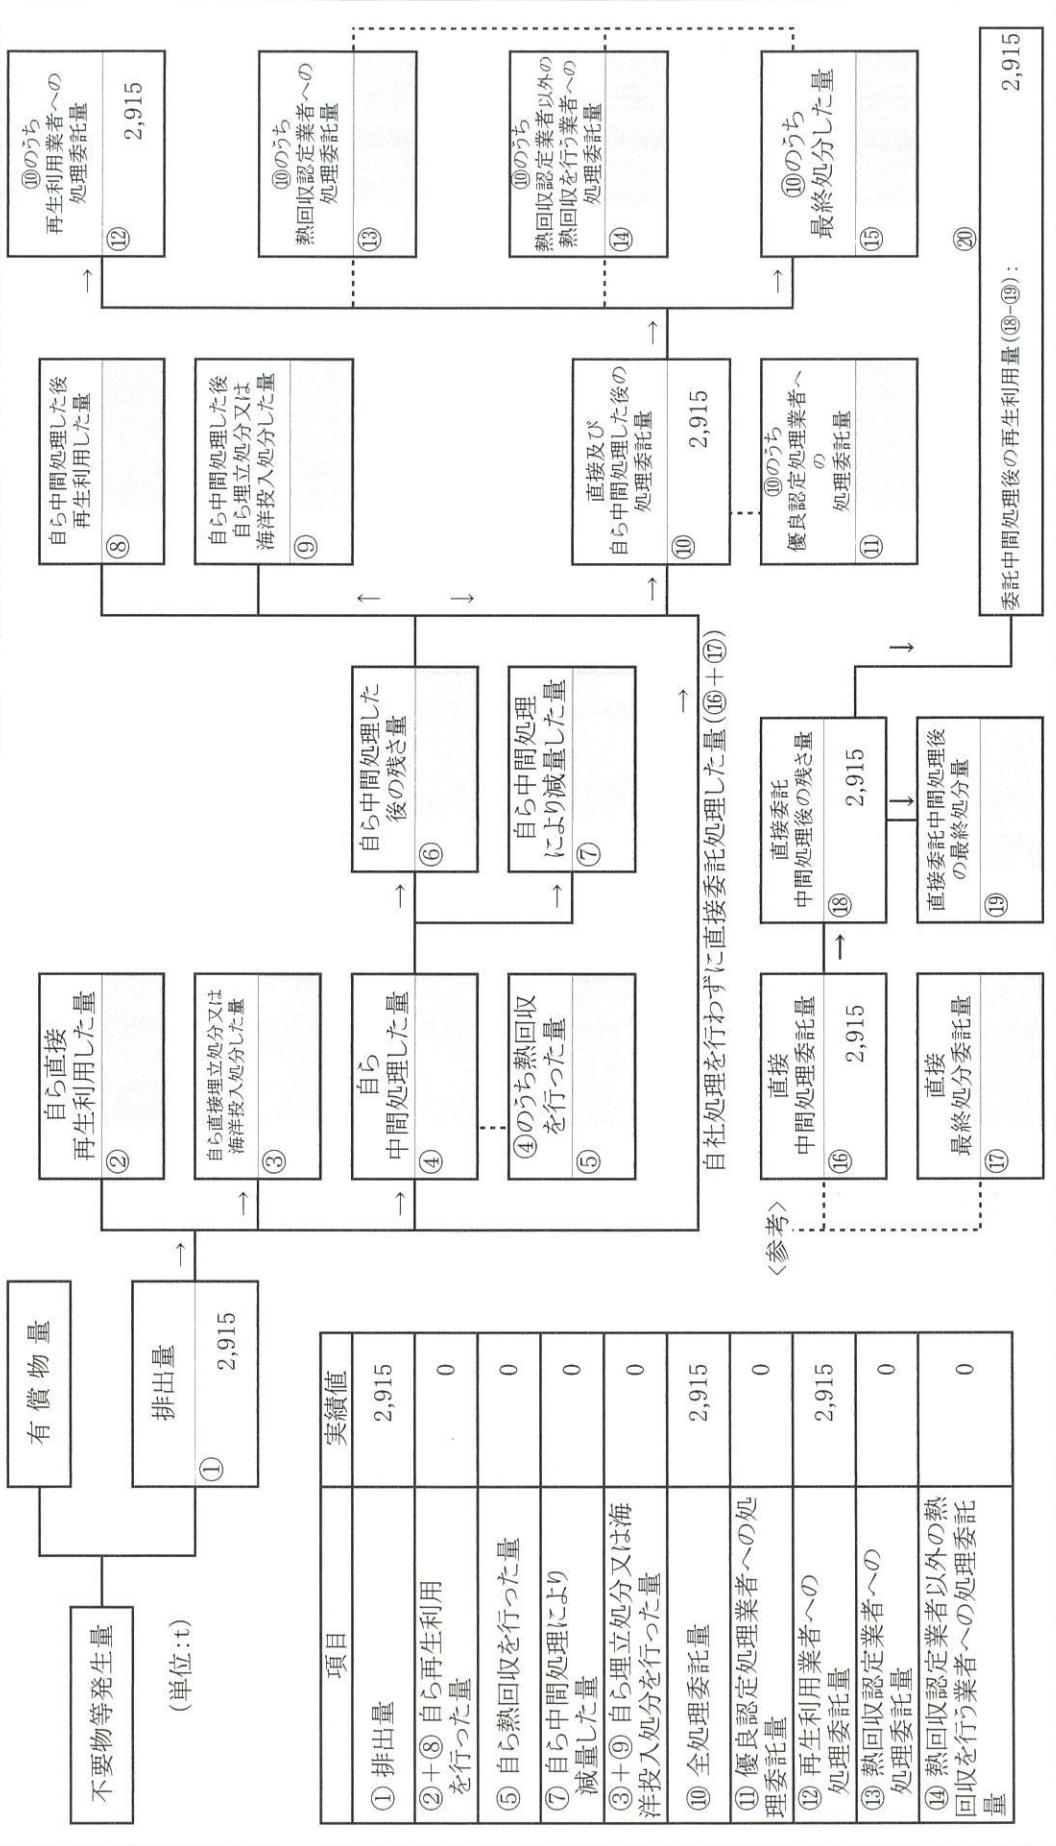 不要物等発生量
(単位:t)
有償物量
排出量
①
2,915
自ら直接
再生利用した量
②
自ら直接埋立処分又は
海洋投入処分した量
③
自ら
中間処理した量
④
④のうち熱回収
を行った量
⑤
自ら中間処理した
後の残さ量
⑥
自ら中間処理
により減量した量
⑦
自ら中間処理した後
再生利用した量
⑧
自ら中間処理した後
自ら埋立処分又は
海洋投入処分した量
⑨
直接及び
自ら中間処理した後の
処理委託量
⑩
2,915
⑩のうち
優良認定処理業者へ
の
処理委託量
⑪
⑩のうち
再生利用業者への
処理委託量
⑫
2,915
⑩のうち
熱回収認定業者への
処理委託量
⑬
⑩のうち
熱回収認定業者以外の
熱回収を行う業者への
処理委託量
⑭
⑩のうち
最終処分した量
⑮
自社処理を行わずに直接委託処理した量(⑯+⑰)
<参考>
直接
中間処理委託量
⑯
2,915
直接
最終処分委託量
⑰
直接委託
中間処理後の残さ量
⑱
2,915
直接委託中間処理後
の最終処分量
⑲
⑳
委託中間処理後の再生利用量(⑱-⑲):
2,915
項目 実績値
① 排出量 2,915
②+⑧ 自ら再生利用
を行った量 0
⑤ 自ら熱回収を行った量 0
⑦ 自ら中間処理により
減量した量 0
③+⑨ 自ら埋立処分又は海
洋投入処分を行った量 0
⑩ 全処理委託量 2,915
⑪ 優良認定処理業者への処
理委託量 0
⑫ 再生利用業者への
処理委託量 2,915
⑬ 熱回収認定業者への
処理委託量 0
⑭ 熱回収認定業者以外の熱
回収を行う業者への処理委託
量 0